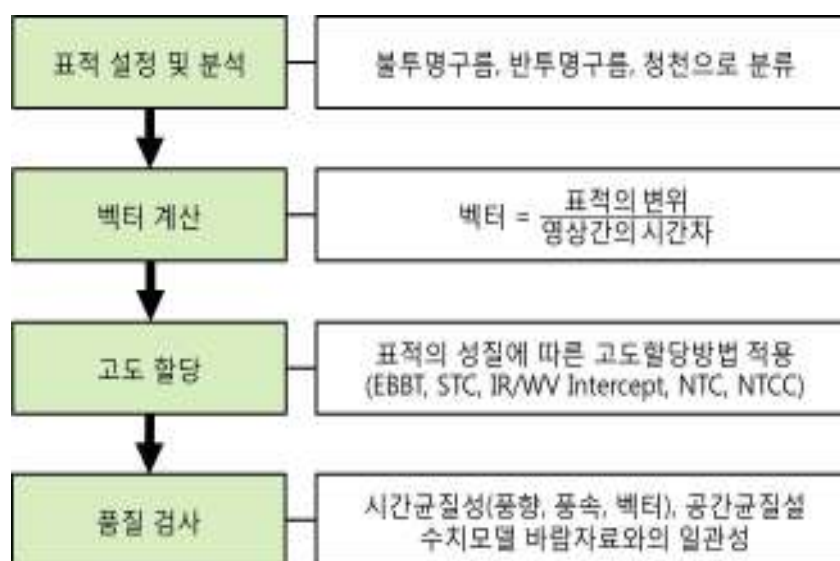 표적 설정 및 분석
불투명구름, 반투명구름, 청천으로 분류
벡터 계산
벡터 = 표적의 변위
영상간의 시간차
고도 할당
표적의 성질에 따른 고도할당방법 적용
(EBBT, STC, IR/WV Intercept, NTC, NTCC)
품질 검사
시간균질성(풍향, 풍속, 벡터), 공간균질설
수치모델 바람자료와의 일관성